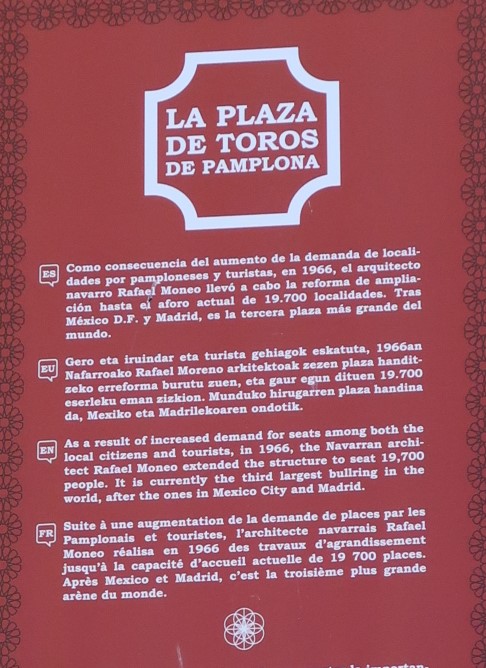 LA PLAZA
DE TOROS
DE PAMPLONA
ES
Como consecuencia del aumento de la demanda de locali-
dades por pamploneses y turistas, en 1966, el arquitecto
navarro Rafael Moneo llevó a cabo la reforma de amplia-
ción hasta el aforo actual de 19.700 localidades. Tras
México D.F. y Madrid, es la tercera plaza más grande del
mundo.
EU
Gero eta iruindar eta turista gehiagok eskatuta, 1966an
Nafarroako Rafael Moreno arkitektoak zezen plaza handit-
zeko erreforma burutu zuen, eta gaur egun dituen 19.700
eserleku eman zizkion. Munduko hirugarren plaza handina
da, Mexiko eta Madrilekoaren ondotik.
EN
As a result of increased demand for seats among both the
local citizens and tourists, in 1966, the Navarran archi-
tect Rafael Moneo extended the structure to seat 19,700
people. It is currently the third largest bullring in the
world, after the ones in Mexico City and Madrid.
FR
Suite à une augmentation de la demande de places par les
Pamplonais et touristes, l'architecte navarrais Rafael
Moneo réalisa en 1966 des travaux d'agrandissement
jusqu'à la capacité d'accueil actuelle de 19 700 places.
Après Mexico et Madrid, c'est la troisième plus grande
arène du monde.